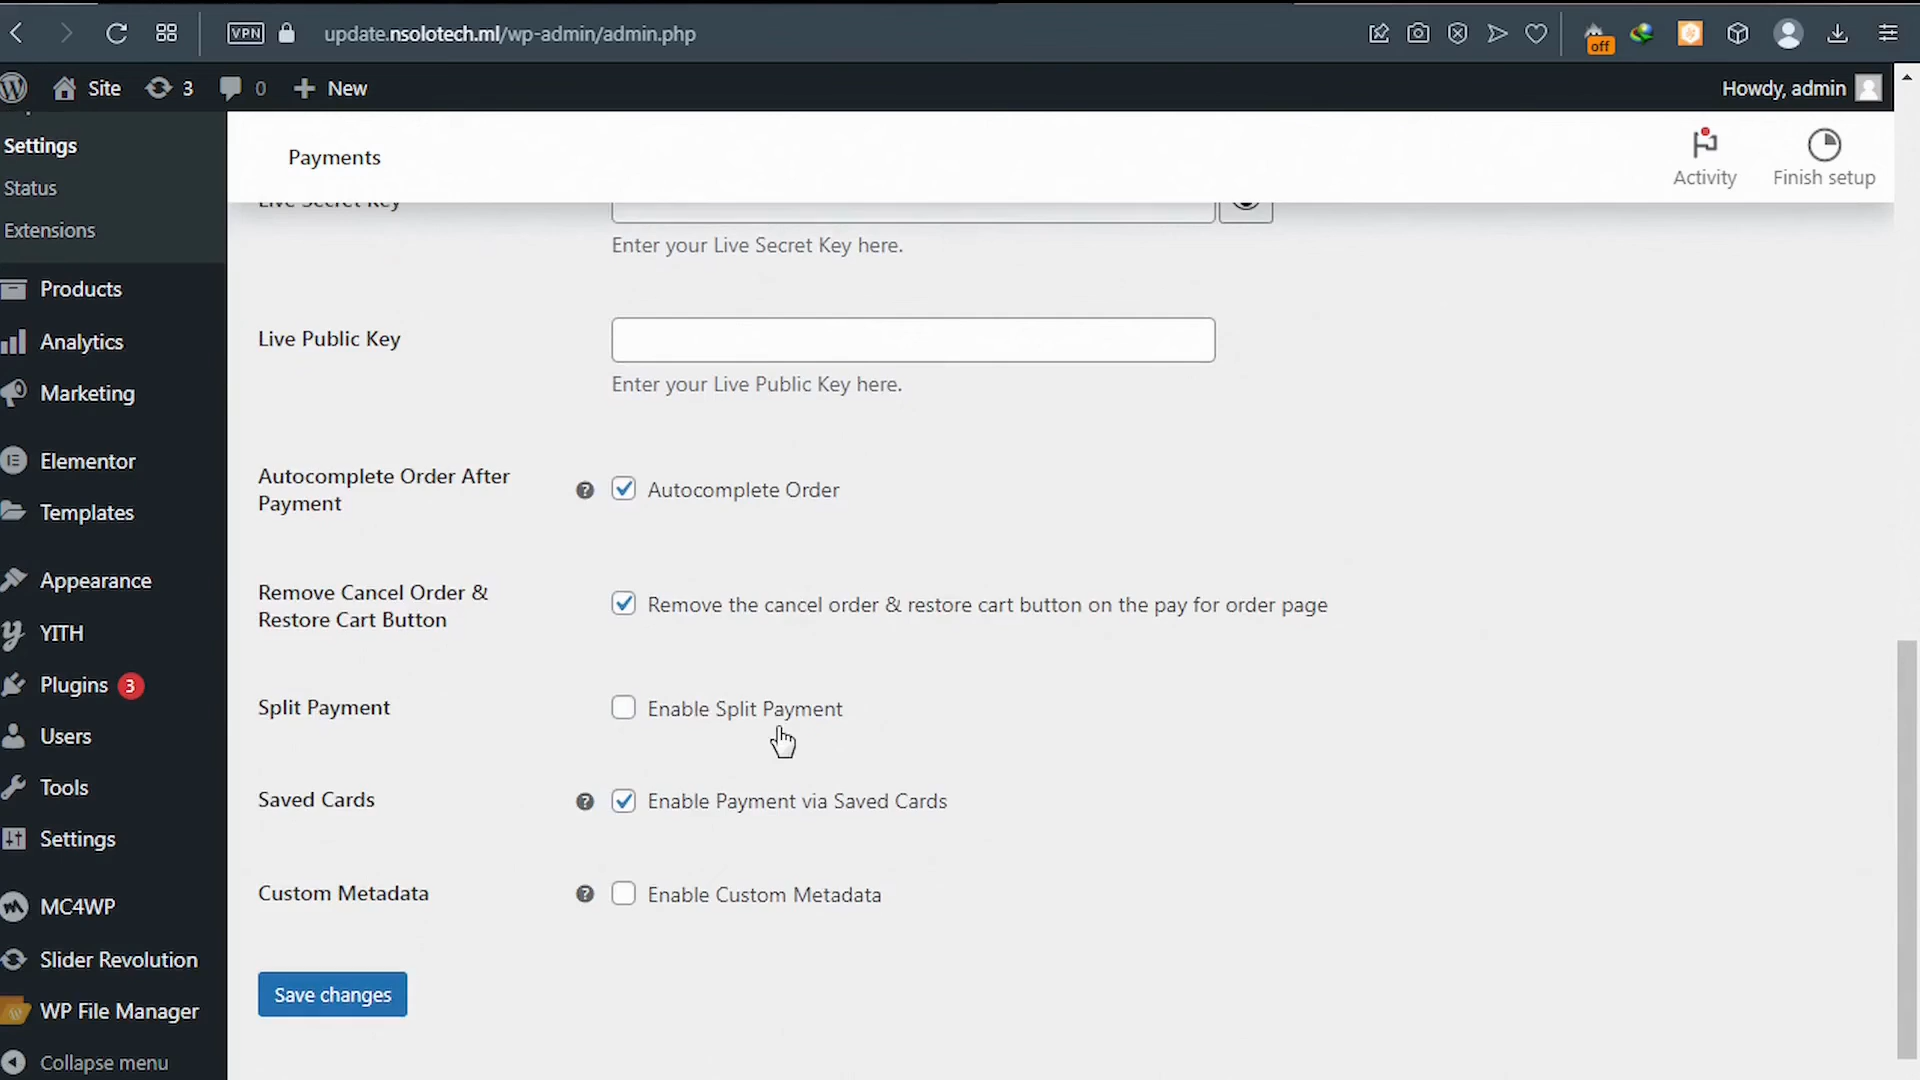 VPN
update.nsolotech.ml/wp-admin/admin.php
off
Site
3
0
New
Howdy, admin
Settings
Status
Extensions
Products
Analytics
Marketing
Elementor
Templates
Appearance
YITH
Plugins 3
Users
Tools
Settings
MC4WP
Slider Revolution
WP File Manager
Collapse menu
Payments
Activity
Finish setup
Live Secret Key
Enter your Live Secret Key here.
Live Public Key
Enter your Live Public Key here.
Autocomplete Order After
Payment
Autocomplete Order
Remove Cancel Order &
Restore Cart Button
Remove the cancel order & restore cart button on the pay for order page
Split Payment
Enable Split Payment
Saved Cards
Enable Payment via Saved Cards
Custom Metadata
Enable Custom Metadata
Save changes